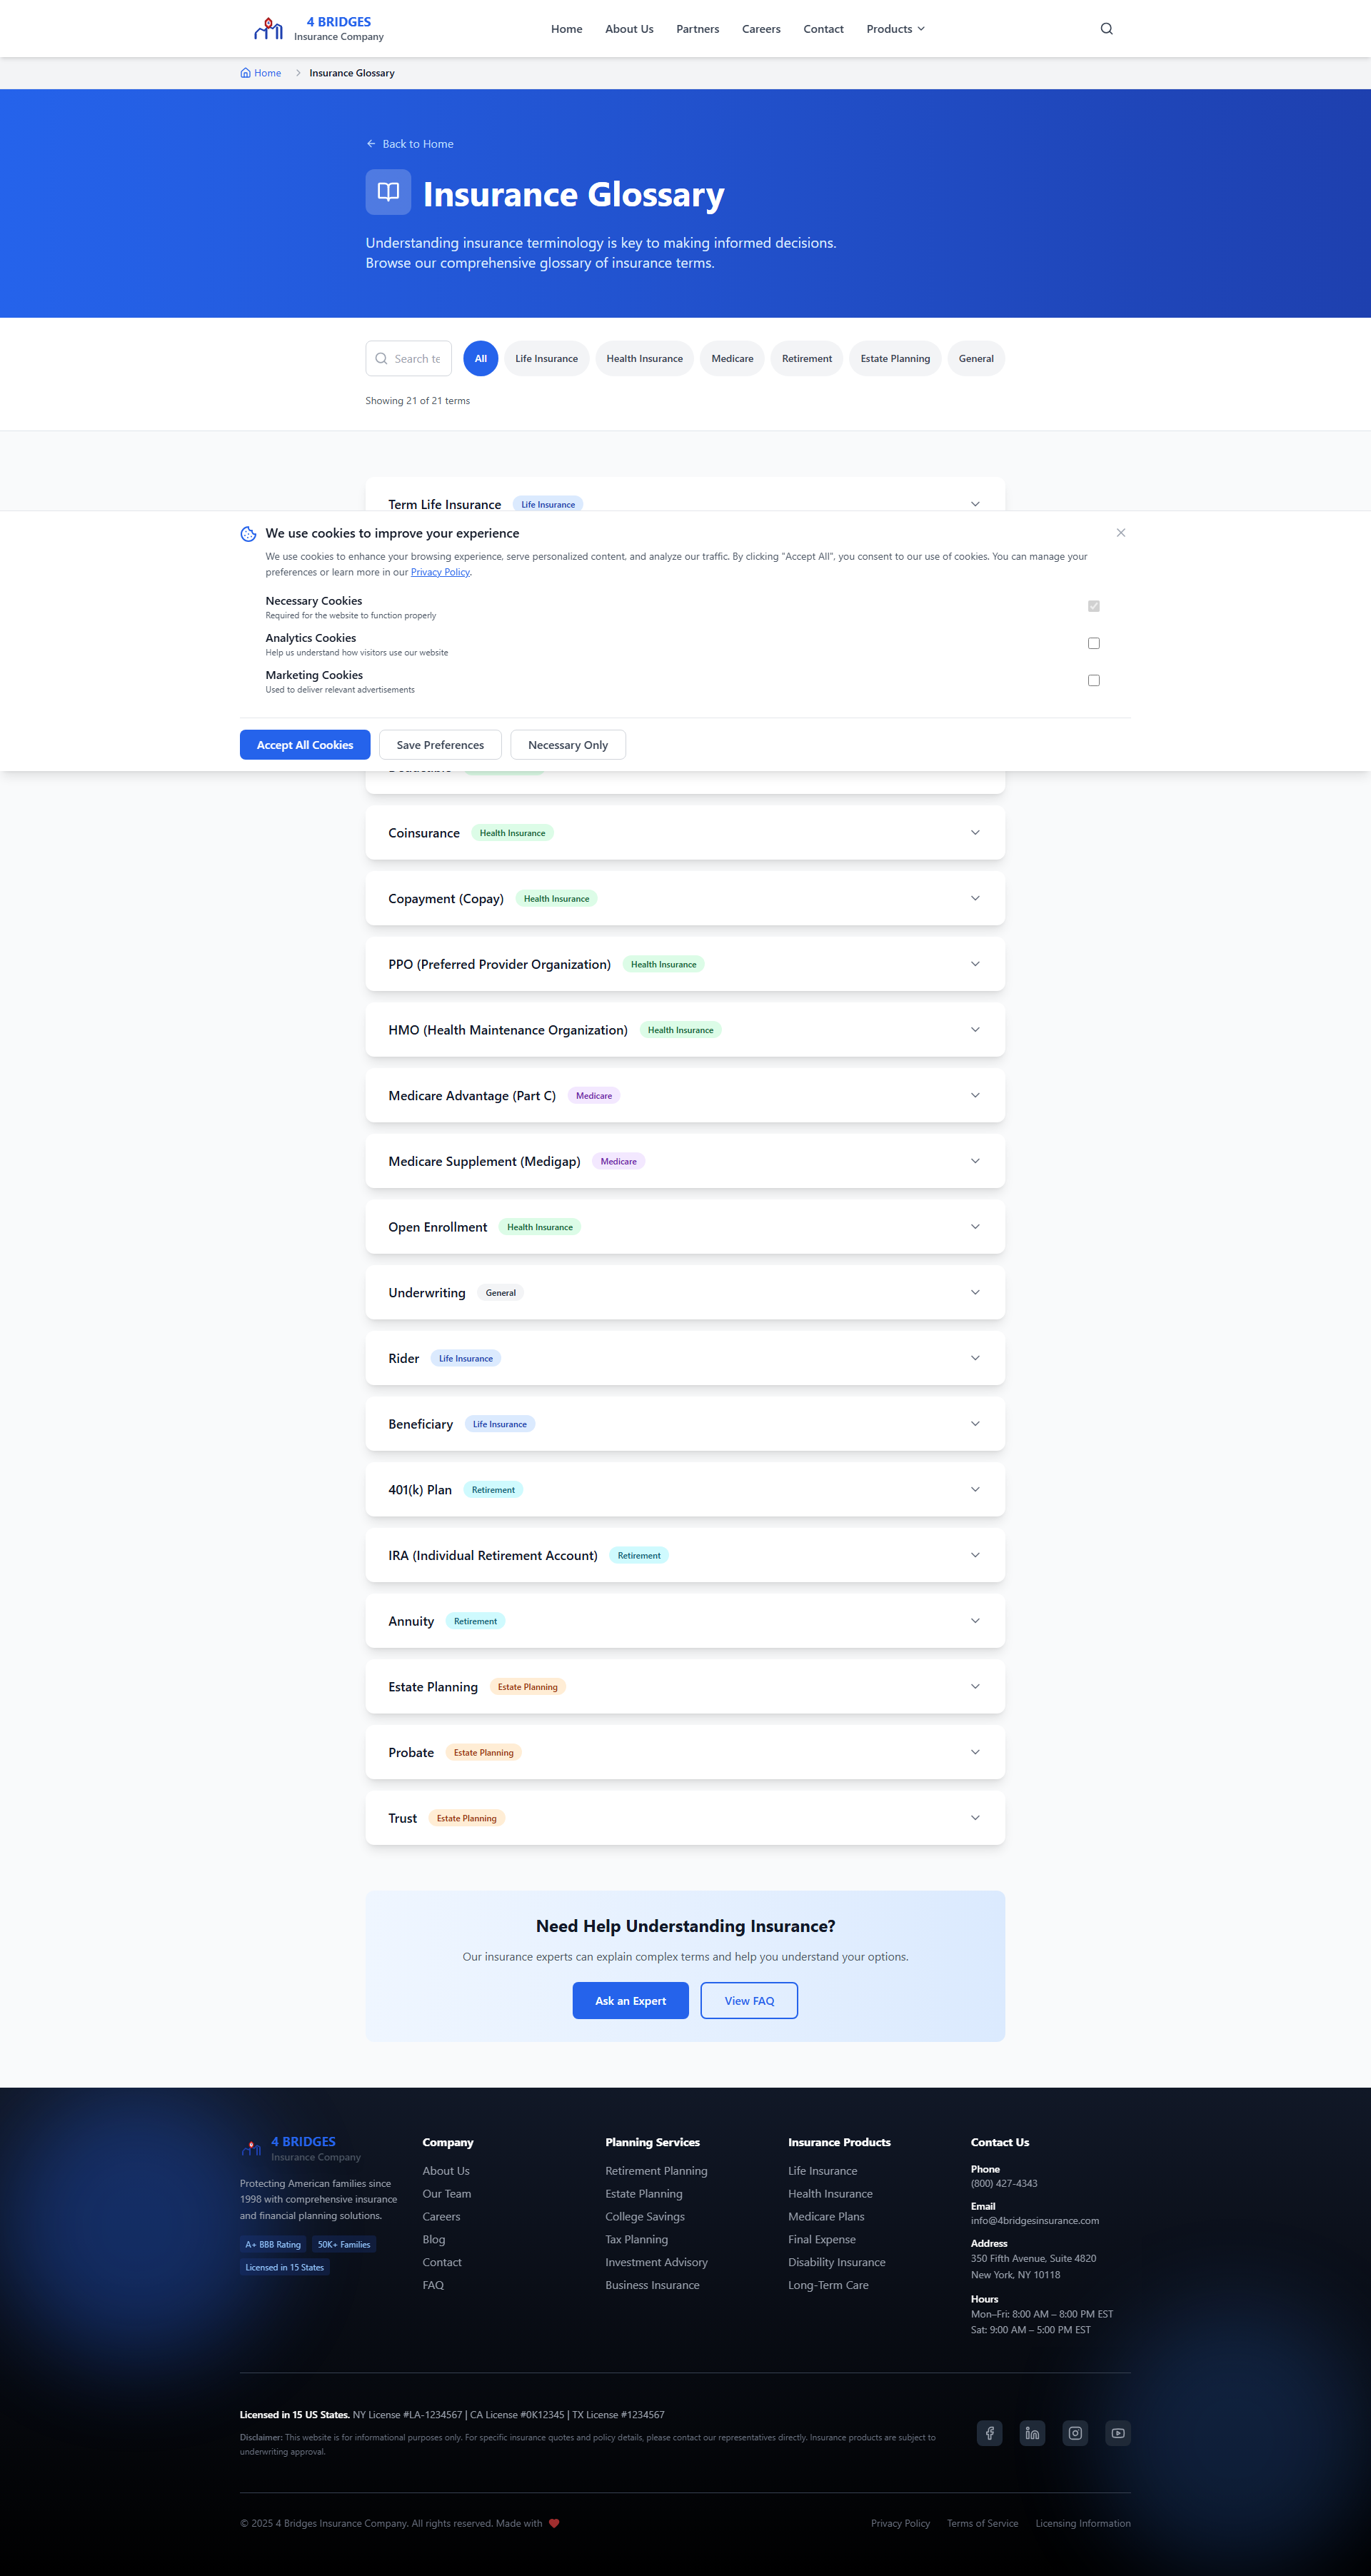 4 BRIDGES
Insurance Company
Home
About Us
Partners
Careers
Contact
Products
Home
Insurance Glossary
Back to Home
Insurance Glossary
Understanding insurance terminology is key to making informed decisions.
Browse our comprehensive glossary of insurance terms.
Search te
All
Life Insurance
Health Insurance
Medicare
Retirement
Estate Planning
General
Showing 21 of 21 terms
Term Life Insurance
Life Insurance
We use cookies to improve your experience
We use cookies to enhance your browsing experience, serve personalized content, and analyze our traffic. By clicking "Accept All", you consent to our use of cookies. You can manage your
preferences or learn more in our Privacy Policy.
Necessary Cookies
Required for the website to function properly
Analytics Cookies
Help us understand how visitors use our website
Marketing Cookies
Used to deliver relevant advertisements
Accept All Cookies
Save Preferences
Necessary Only
Coinsurance
Health Insurance
Copayment (Copay)
Health Insurance
PPO (Preferred Provider Organization)
Health Insurance
HMO (Health Maintenance Organization)
Health Insurance
Medicare Advantage (Part C)
Medicare
Medicare Supplement (Medigap)
Medicare
Open Enrollment
Health Insurance
Underwriting
General
Rider
Life Insurance
Beneficiary
Life Insurance
401(k) Plan
Retirement
IRA (Individual Retirement Account)
Retirement
Annuity
Retirement
Estate Planning
Estate Planning
Probate
Estate Planning
Trust
Estate Planning
Need Help Understanding Insurance?
Our insurance experts can explain complex terms and help you understand your options.
Ask an Expert
View FAQ
4 BRIDGES
Insurance Company
Protecting American families since
1998 with comprehensive insurance
and financial planning solutions.
A+ BBB Rating
50K+ Families
Licensed in 15 States
Company
About Us
Our Team
Careers
Blog
Contact
FAQ
Planning Services
Retirement Planning
Estate Planning
College Savings
Tax Planning
Investment Advisory
Business Insurance
Insurance Products
Life Insurance
Health Insurance
Medicare Plans
Final Expense
Disability Insurance
Long-Term Care
Contact Us
Phone
(800) 427-4343
Email
info@4bridgesinsurance.com
Address
350 Fifth Avenue, Suite 4820
New York, NY 10118
Hours
Mon–Fri: 8:00 AM – 8:00 PM EST
Sat: 9:00 AM – 5:00 PM EST
Licensed in 15 US States. NY License #LA-1234567 | CA License #0K12345 | TX License #1234567
Disclaimer: This website is for informational purposes only. For specific insurance quotes and policy details, please contact our representatives directly. Insurance products are subject to
underwriting approval.
© 2025 4 Bridges Insurance Company. All rights reserved. Made with
Privacy Policy
Terms of Service
Licensing Information